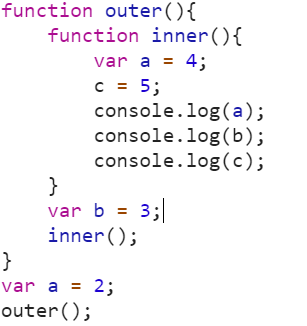 function outer(){
    function inner(){
        var a = 4;
        c = 5;
        console.log(a);
        console.log(b);
        console.log(c);
    }
    var b = 3;
    inner();
}
var a = 2;
outer();